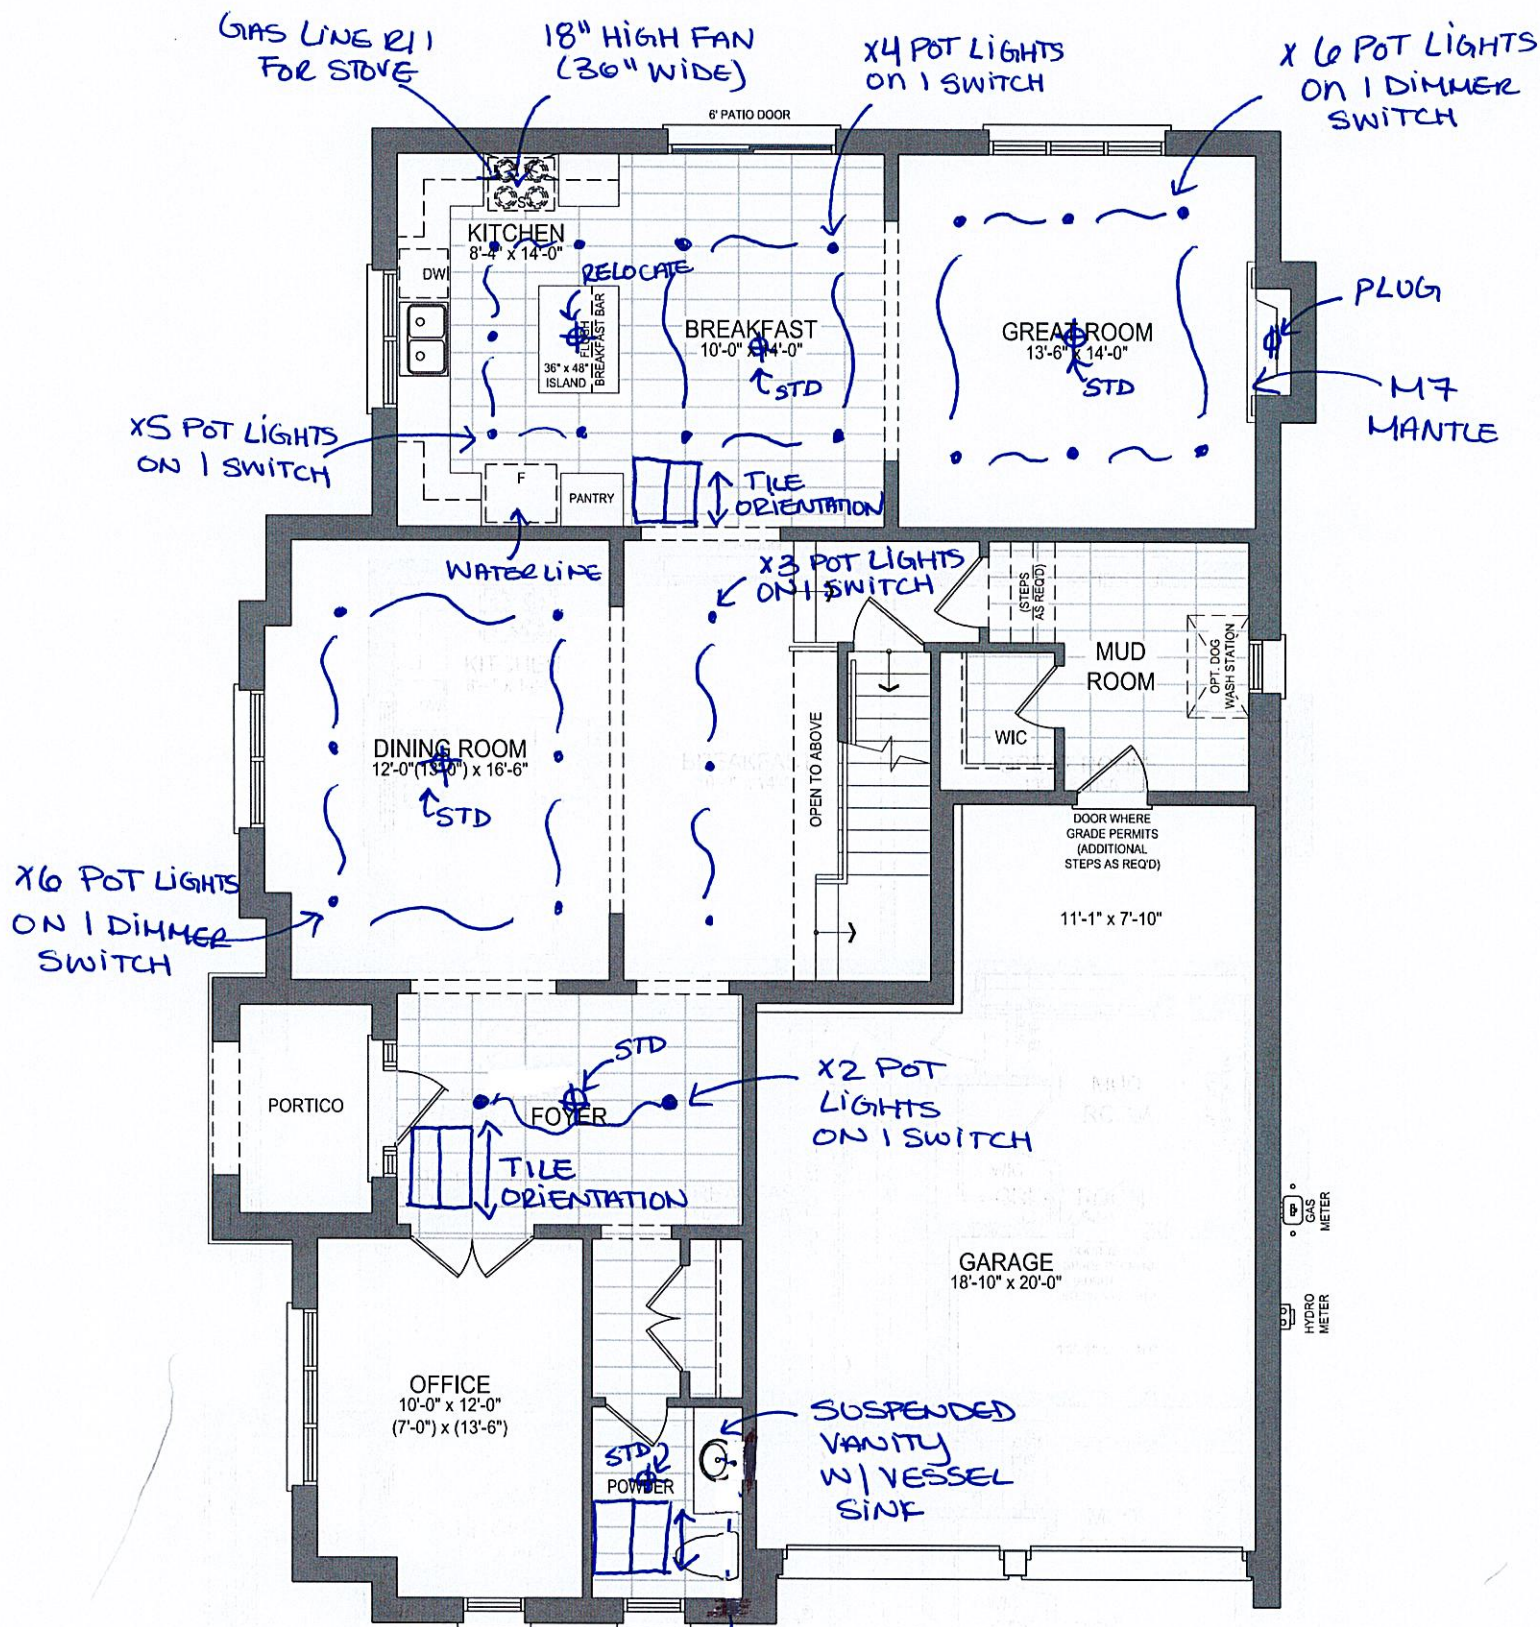 GAS LINE R/I
FOR STOVE
18" HIGH FAN
(36" WIDE)
x4 POT LIGHTS
ON 1 SWITCH
x 6 POT LIGHTS
ON 1 DIMMER
SWITCH
6' PATIO DOOR
S
KITCHEN
8'-4" x 14'-0"
DW
RELOCATE
FLUSH
BREAKFAST BAR
36" x 48"
ISLAND
BREAKFAST
10'-0" x 14'-0"
STD
GREAT ROOM
13'-6" x 14'-0"
STD
PLUG
M7
MANTLE
x5 POT LIGHTS
ON 1 SWITCH
F
PANTRY
TILE
ORIENTATION
WATERLINE
x3 POT LIGHTS
ON 1 SWITCH
(STEPS
AS REQ'D)
MUD
ROOM
OPT. DOG
WASH STATION
WIC
OPEN TO ABOVE
DINING ROOM
12'-0"(13'-0") x 16'-6"
STD
DOOR WHERE
GRADE PERMITS
(ADDITIONAL
STEPS AS REQ'D)
11'-1" x 7'-10"
x6 POT LIGHTS
ON 1 DIMMER
SWITCH
STD
PORTICO
FOYER
x2 POT
LIGHTS
ON 1 SWITCH
TILE
ORIENTATION
GAS
METER
GARAGE
18'-10" x 20'-0"
HYDRO
METER
OFFICE
10'-0" x 12'-0"
(7'-0") x (13'-6")
SUSPENDED
VANITY
W/ VESSEL
SINK
STD
POWDER